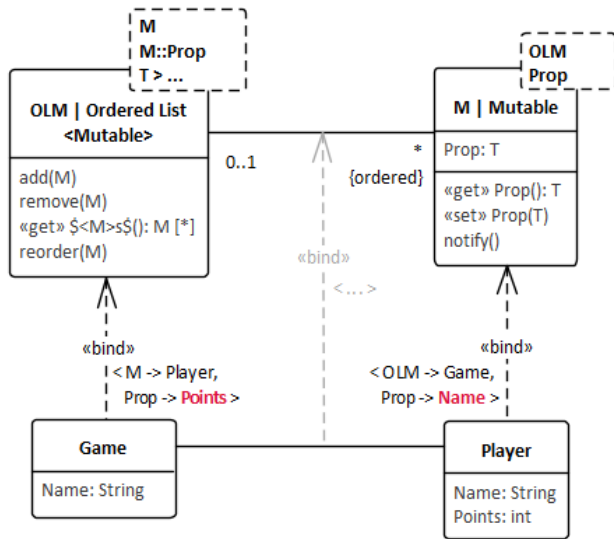 M
M::Prop
T > ...
OLM | Ordered List
<Mutable>
add(M)
remove(M)
«get» $<M>s$(): M [*]
reorder(M)
OLM
Prop
M | Mutable
Prop: T
«get» Prop(): T
«set» Prop(T)
notify()
0..1
*
{ordered}
«bind»
< ... >
«bind»
< M -> Player,
Prop -> Points >
«bind»
< OLM -> Game,
Prop -> Name >
Game
Name: String
Player
Name: String
Points: int